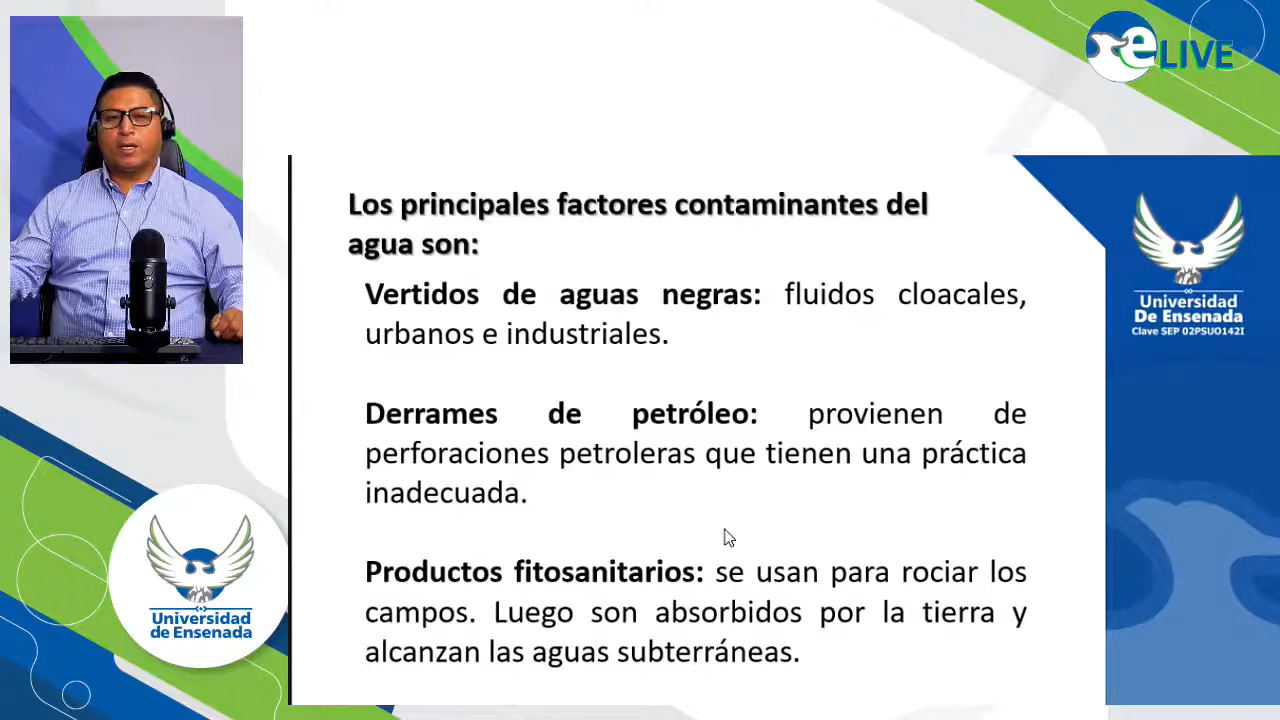 eLIVE
Los principales factores contaminantes del
agua son:
Vertidos de aguas negras: fluidos cloacales,
urbanos e industriales.
Derrames de petróleo: provienen de
perforaciones petroleras que tienen una práctica
inadecuada.
Productos fitosanitarios: se usan para rociar los
campos. Luego son absorbidos por la tierra y
alcanzan las aguas subterráneas.
Universidad
De Ensenada
Clave SEP 02PSU0142I
Universidad
de Ensenada